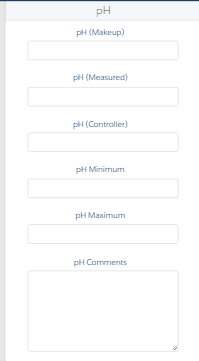 pH
pH (Makeup)
pH (Measured)
pH (Controller)
pH Minimum
pH Maximum
pH Comments